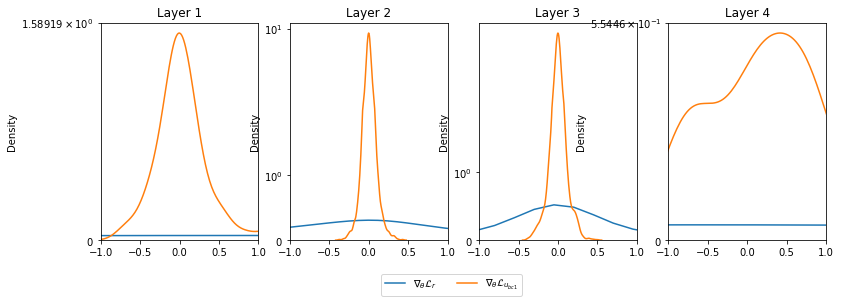 Layer 1 Layer 2 Layer 3 Layer 4
1.58919 × 10⁰ 10¹ 5.5446 × 10⁻¹
Density Density Density Density
10⁰ 10⁰
0 0 0 0
−1.0 −0.5 0.0 0.5 1.0 −1.0 −0.5 0.0 0.5 1.0 −1.0 −0.5 0.0 0.5 1.0 −1.0 −0.5 0.0 0.5 1.0
∇θℒr ∇θℒu_bc1